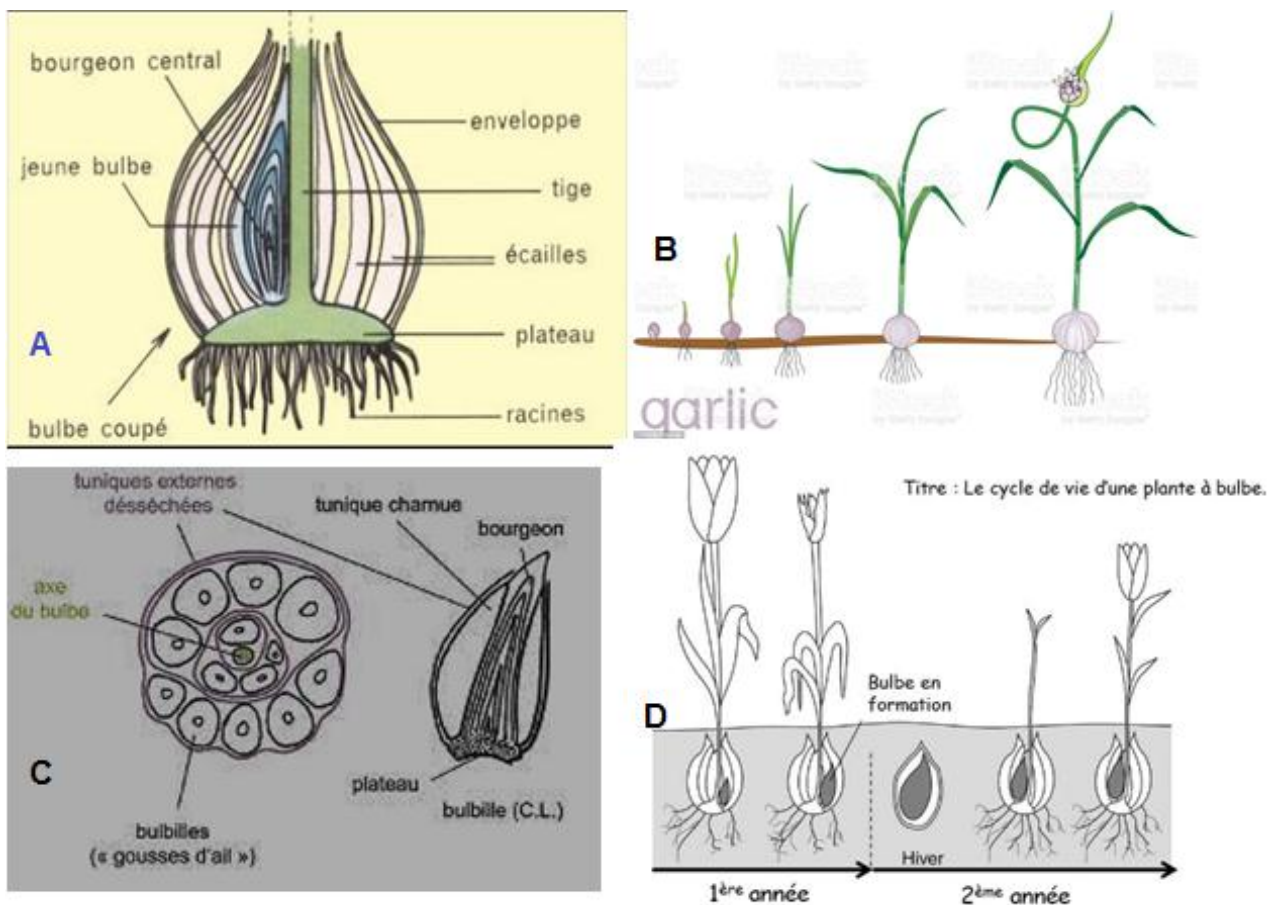 bourgeon central
jeune bulbe
enveloppe
tige
écailles
plateau
A
bulbe coupé
racines
B
garlic
tuniques externes
désséchées
tunique charnue
bourgeon
axe
du bulbe
C
plateau
bulbille (C.L.)
bulbilles
(« gousses d'ail »)
Titre : Le cycle de vie d'une plante à bulbe.
D
Bulbe en
formation
Hiver
1ère année
2ème année